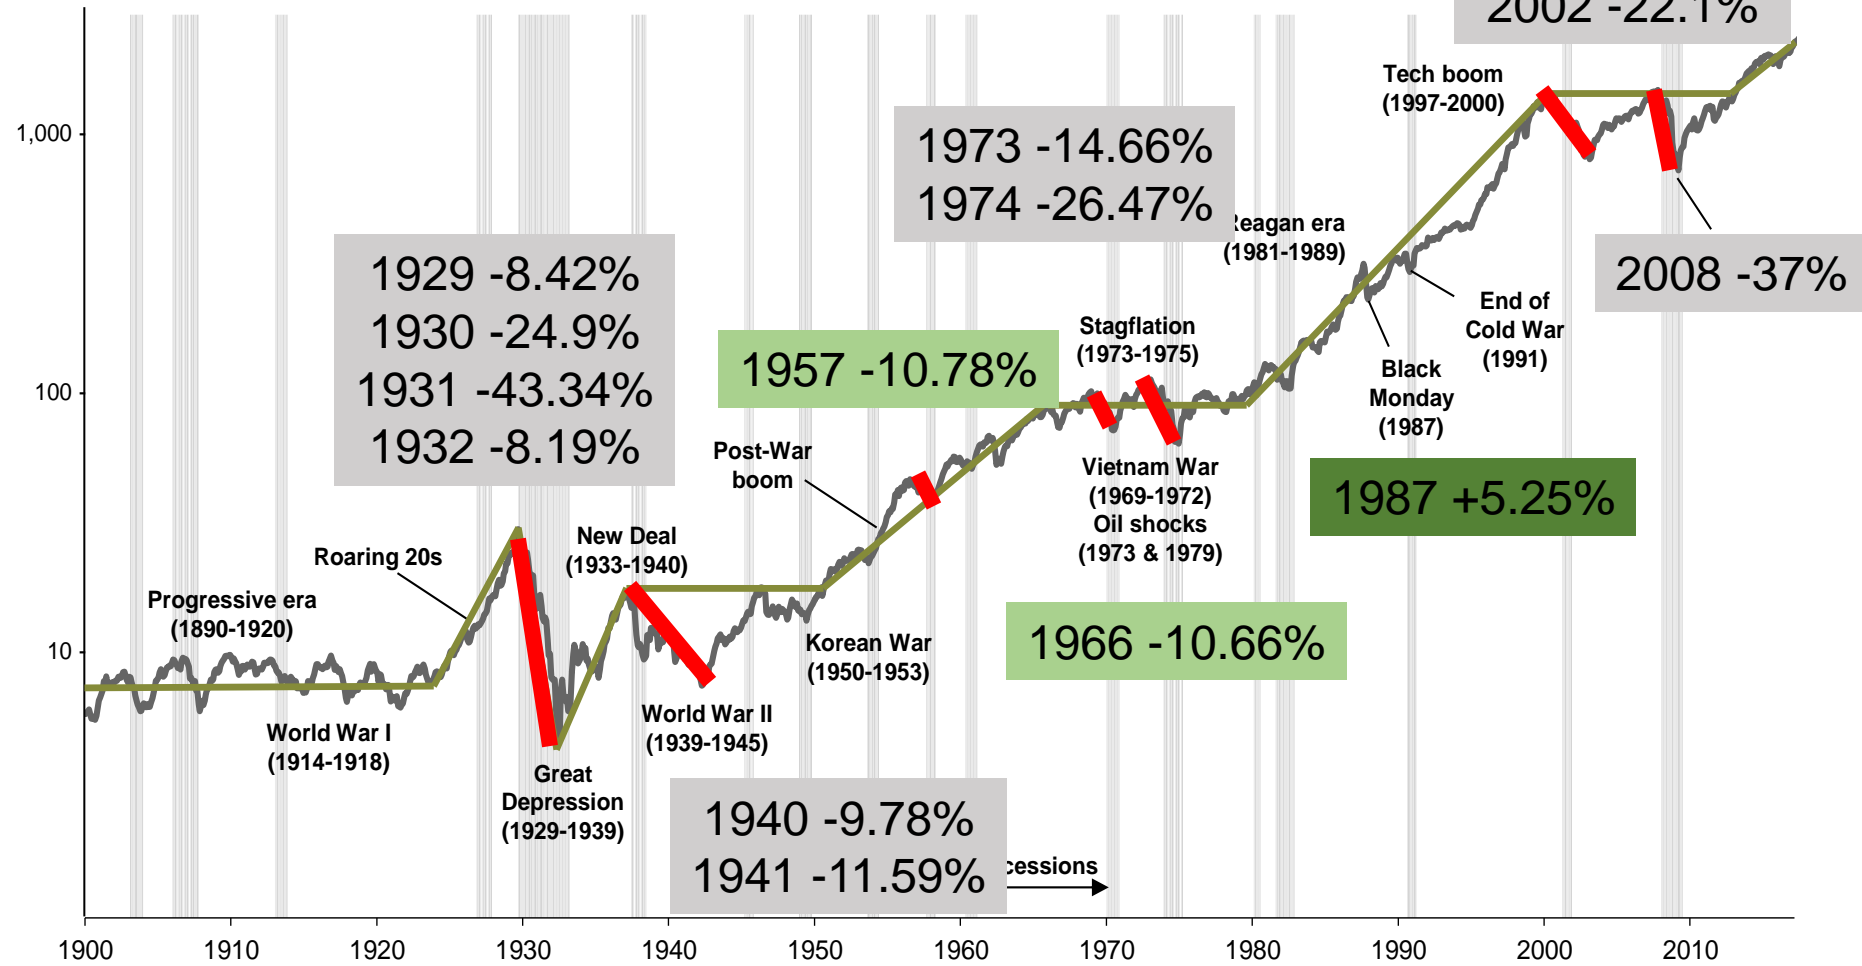 2002 -22.1%
Tech boom
(1997-2000)
1,000
1973 -14.66%
1974 -26.47%
Reagan era
(1981-1989)
1929 -8.42%
1930 -24.9%
1931 -43.34%
1932 -8.19%
2008 -37%
End of
Cold War
(1991)
Stagflation
(1973-1975)
1957 -10.78%
Black
Monday
(1987)
100
Post-War
boom
Vietnam War
(1969-1972)
Oil shocks
(1973 & 1979)
1987 +5.25%
New Deal
(1933-1940)
Roaring 20s
Progressive era
(1890-1920)
10
Korean War
(1950-1953)
1966 -10.66%
World War I
(1914-1918)
World War II
(1939-1945)
Great
Depression
(1929-1939)
1940 -9.78%
1941 -11.59%
cessions
1900 1910 1920 1930 1940 1950 1960 1970 1980 1990 2000 2010